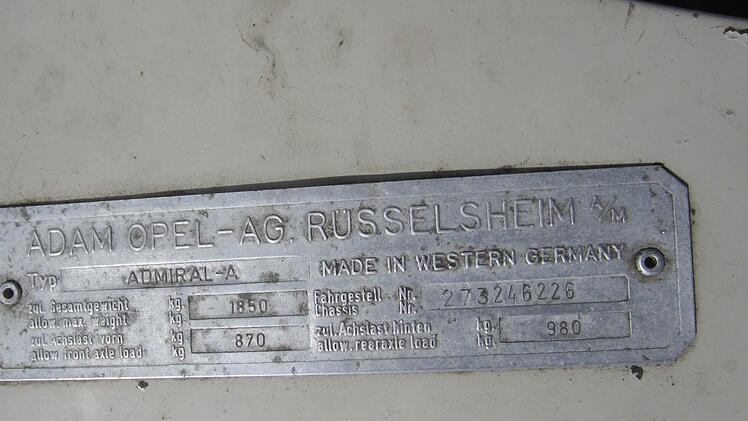 ADAM OPEL-AG. RÜSSELSHEIM A/M
Typ ADMIRAL-A MADE IN WESTERN GERMANY
zul. Gesamtgewicht kg. 1850 Fahrgestell Nr. 273246226
allow. max. weight kg. Chassis Nr.
zul. Achslast vorn kg 870 zul. Achslast hinten kg. 980
allow front axle load kg allow. rear axle load kg.